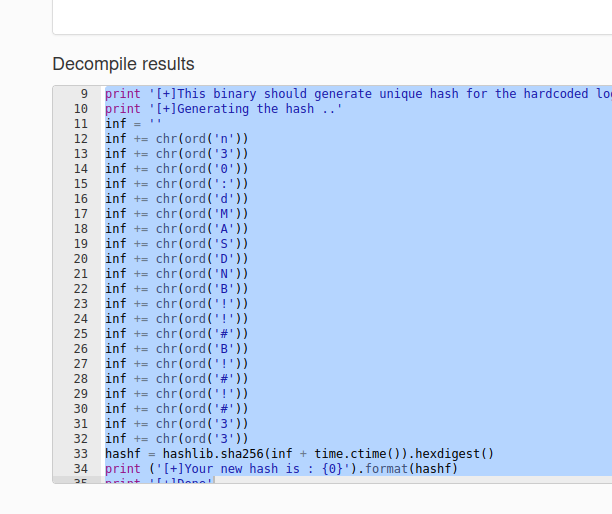 Decompile results
9 print '[+]This binary should generate unique hash for the hardcoded
10 print '[+]Generating the hash ..'
11 inf = ''
12 inf += chr(ord('n'))
13 inf += chr(ord('3'))
14 inf += chr(ord('0'))
15 inf += chr(ord(':'))
16 inf += chr(ord('d'))
17 inf += chr(ord('M'))
18 inf += chr(ord('A'))
19 inf += chr(ord('S'))
20 inf += chr(ord('D'))
21 inf += chr(ord('N'))
22 inf += chr(ord('B'))
23 inf += chr(ord('!'))
24 inf += chr(ord('!'))
25 inf += chr(ord('#'))
26 inf += chr(ord('B'))
27 inf += chr(ord('!'))
28 inf += chr(ord('#'))
29 inf += chr(ord('!'))
30 inf += chr(ord('#'))
31 inf += chr(ord('3'))
32 inf += chr(ord('3'))
33 hashf = hashlib.sha256(inf + time.ctime()).hexdigest()
34 print ('[+]Your new hash is : {0}').format(hashf)
35 print '[+]Done'